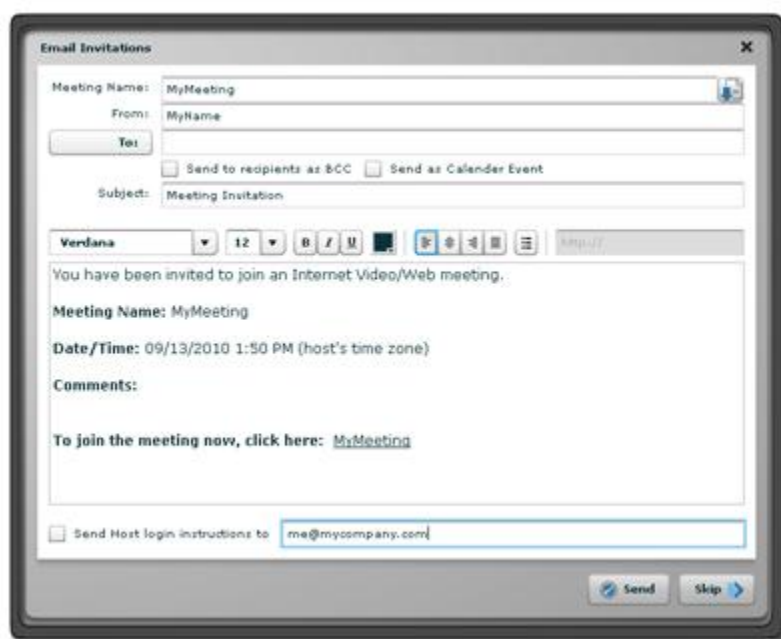 Email Invitations
Meeting Name: MyMeeting
From: MyName
To:
Send to recipients as BCC Send as Calender Event
Subject: Meeting Invitation
Verdana 12 B I U http://
You have been invited to join an Internet Video/Web meeting.
Meeting Name: MyMeeting
Date/Time: 09/13/2010 1:50 PM (host's time zone)
Comments:
To join the meeting now, click here: MyMeeting
Send Host login instructions to me@mycompany.com
Send Skip